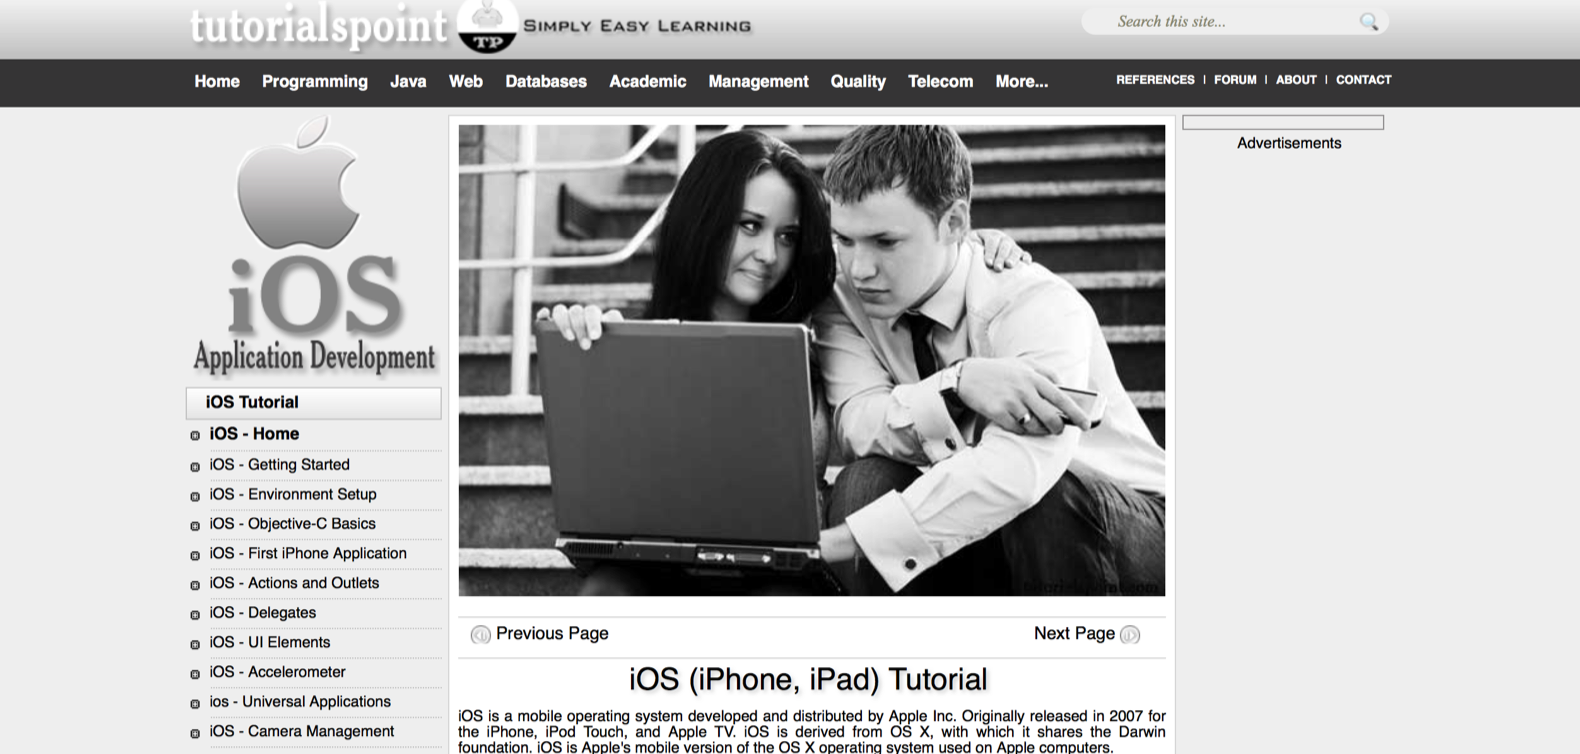 tutorialspoint
TP
SIMPLY EASY LEARNING
Search this site...
Home Programming Java Web Databases Academic Management Quality Telecom More...
REFERENCES | FORUM | ABOUT | CONTACT
iOS
Application Development
iOS Tutorial
iOS - Home
iOS - Getting Started
iOS - Environment Setup
iOS - Objective-C Basics
iOS - First iPhone Application
iOS - Actions and Outlets
iOS - Delegates
iOS - UI Elements
iOS - Accelerometer
ios - Universal Applications
iOS - Camera Management
tutorialspoint.com
Previous Page
Next Page
iOS (iPhone, iPad) Tutorial
iOS is a mobile operating system developed and distributed by Apple Inc. Originally released in 2007 for
the iPhone, iPod Touch, and Apple TV. iOS is derived from OS X, with which it shares the Darwin
foundation. iOS is Apple's mobile version of the OS X operating system used on Apple computers.
Advertisements